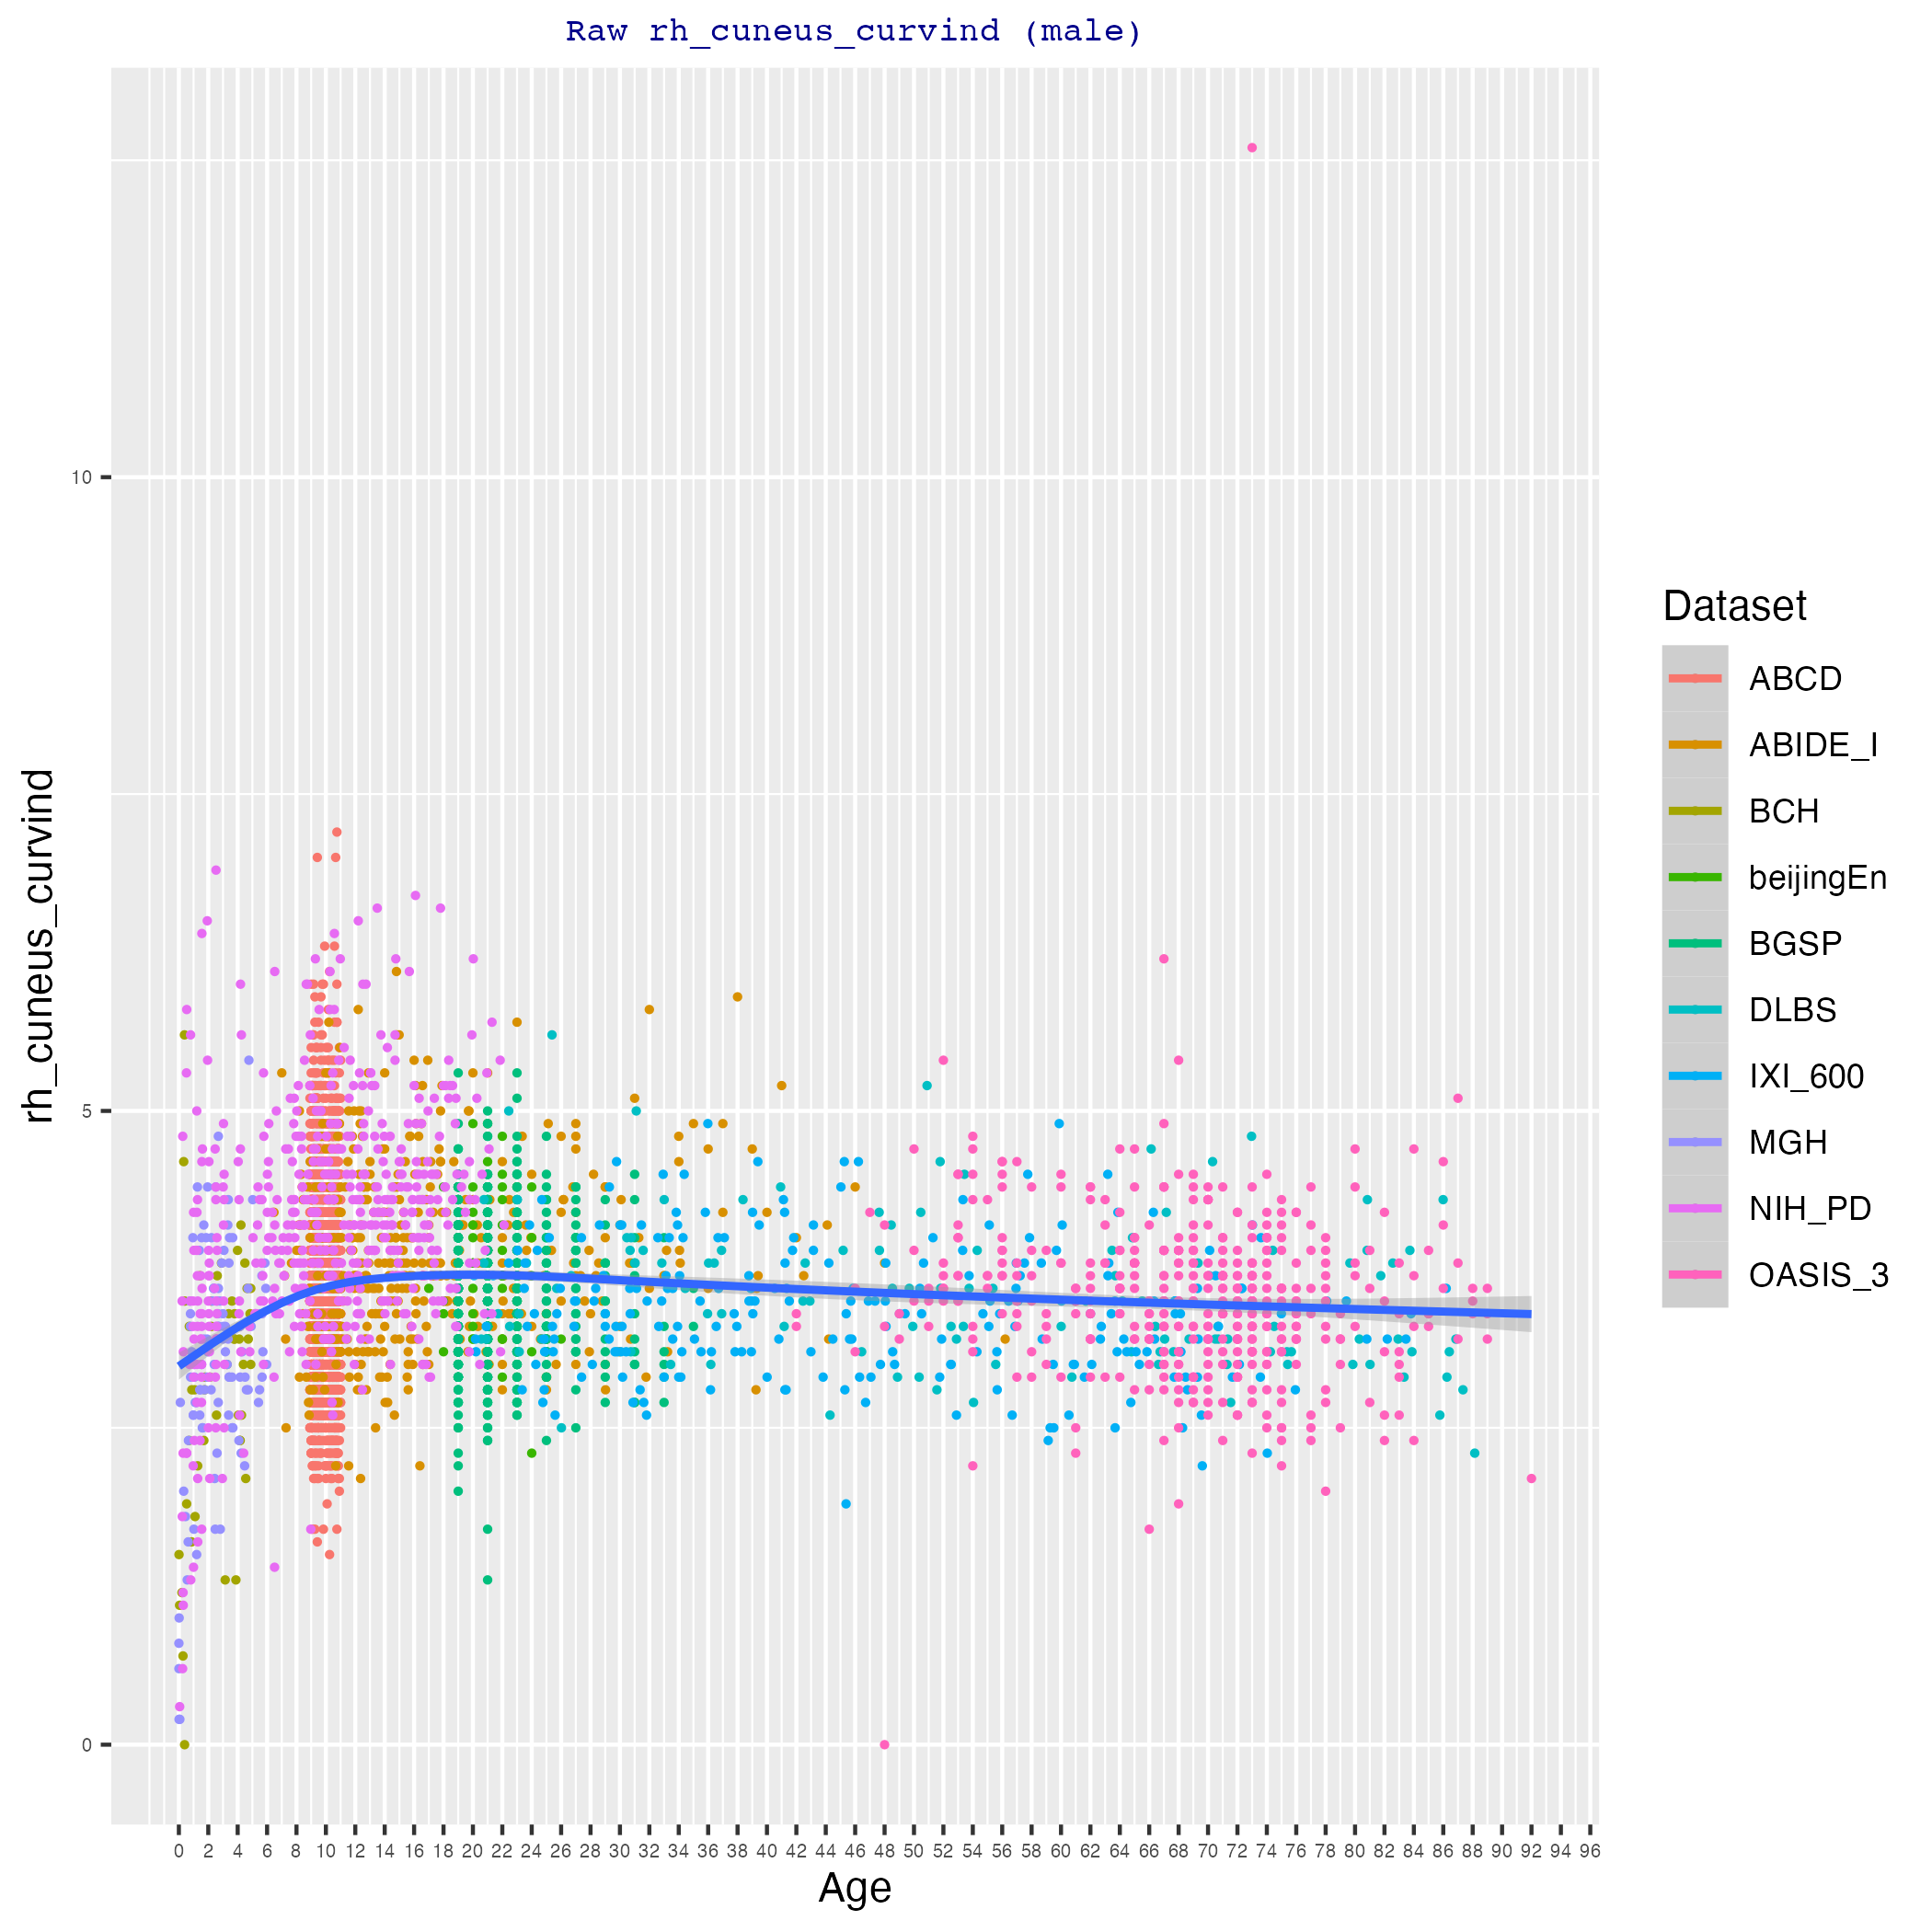 Raw rh_cuneus_curvind (male)
rh_cuneus_curvind
10
5
0
0 2 4 6 8 10 12 14 16 18 20 22 24 26 28 30 32 34 36 38 40 42 44 46 48 50 52 54 56 58 60 62 64 66 68 70 72 74 76 78 80 82 84 86 88 90 92 94 96
Age
Dataset
ABCD
ABIDE_I
BCH
beijingEn
BGSP
DLBS
IXI_600
MGH
NIH_PD
OASIS_3